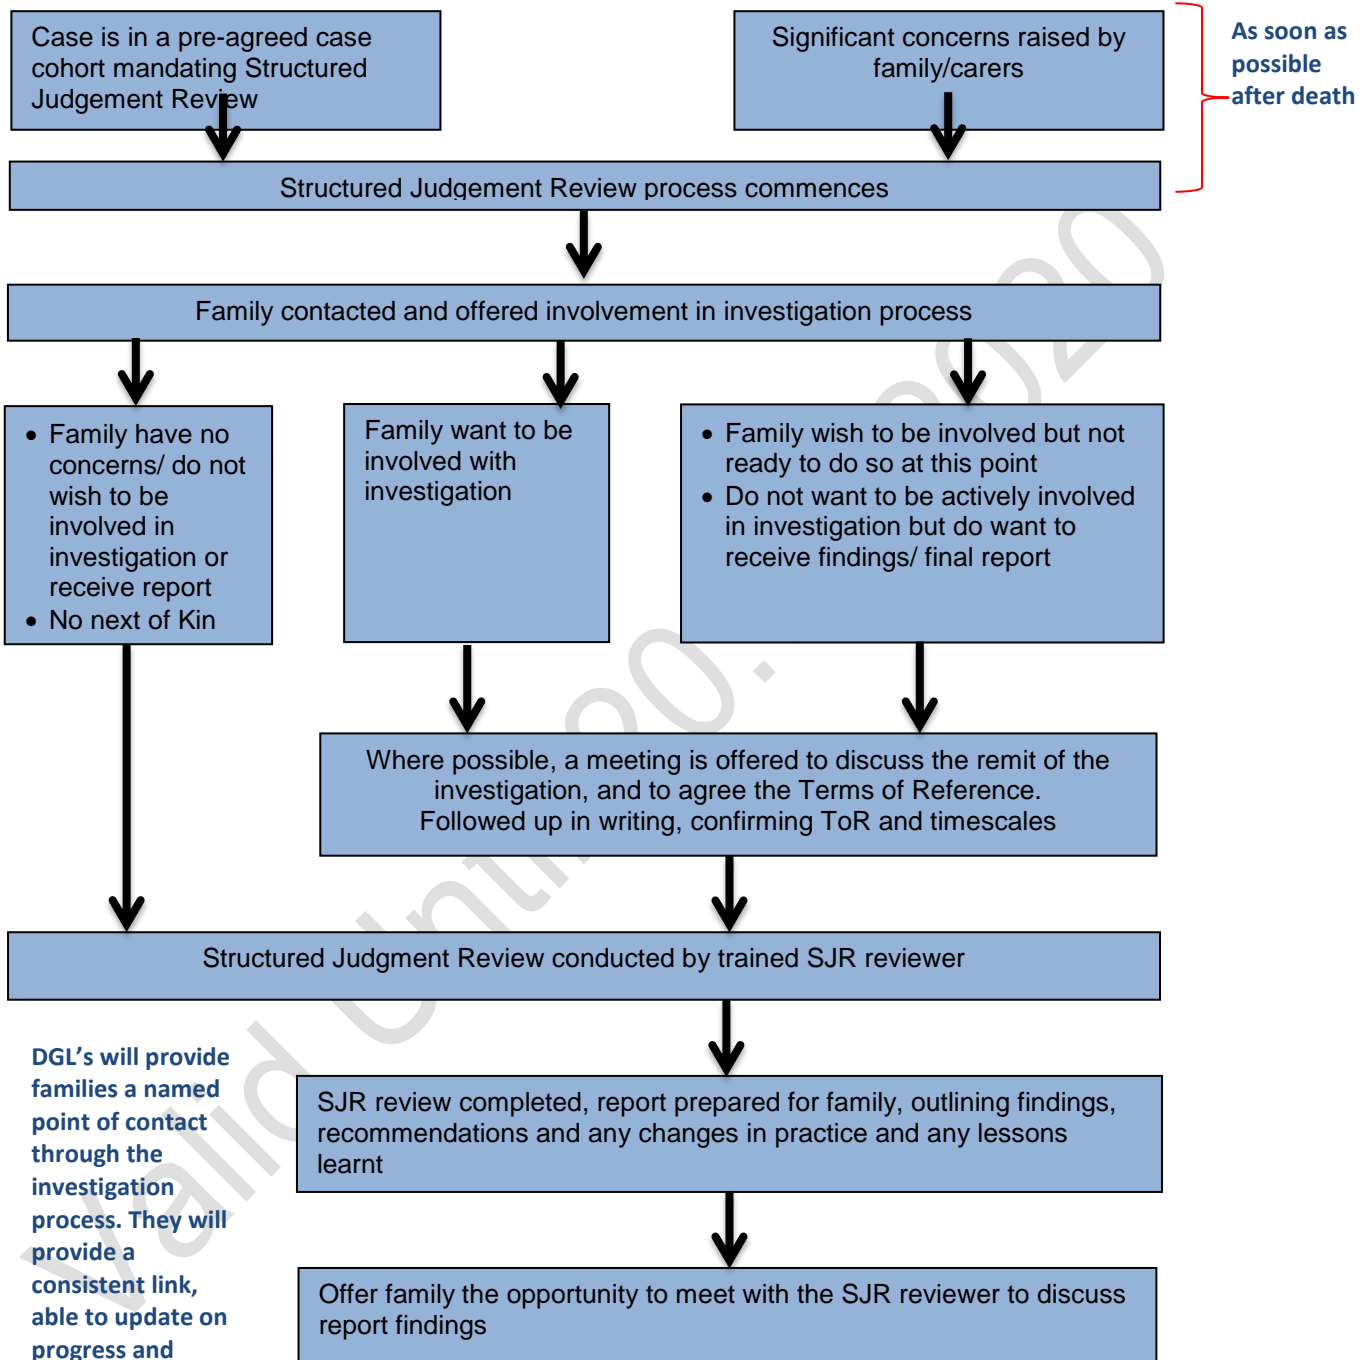 Case is in a pre-agreed case
cohort mandating Structured
Judgement Review
Significant concerns raised by
family/carers
As soon as
possible
after death
Structured Judgement Review process commences
Family contacted and offered involvement in investigation process
• Family have no
concerns/ do not
wish to be
involved in
investigation or
receive report
• No next of Kin
Family want to be
involved with
investigation
• Family wish to be involved but not
ready to do so at this point
• Do not want to be actively involved
in investigation but do want to
receive findings/ final report
Where possible, a meeting is offered to discuss the remit of the
investigation, and to agree the Terms of Reference.
Followed up in writing, confirming ToR and timescales
Structured Judgment Review conducted by trained SJR reviewer
DGL’s will provide
families a named
point of contact
through the
investigation
process. They will
provide a
consistent link,
able to update on
progress and
SJR review completed, report prepared for family, outlining findings,
recommendations and any changes in practice and any lessons
learnt
Offer family the opportunity to meet with the SJR reviewer to discuss
report findings